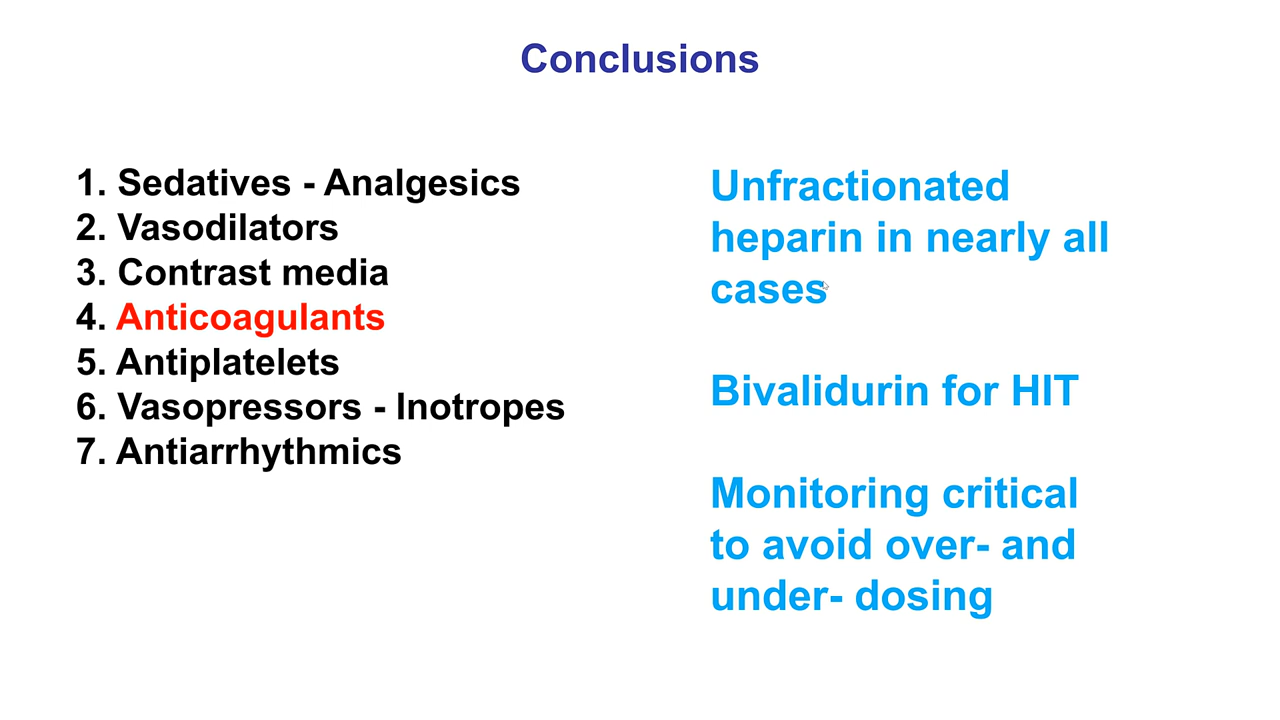 Conclusions
1. Sedatives - Analgesics
2. Vasodilators
3. Contrast media
4. Anticoagulants
5. Antiplatelets
6. Vasopressors - Inotropes
7. Antiarrhythmics
Unfractionated
heparin in nearly all
cases
Bivalidurin for HIT
Monitoring critical
to avoid over- and
under- dosing